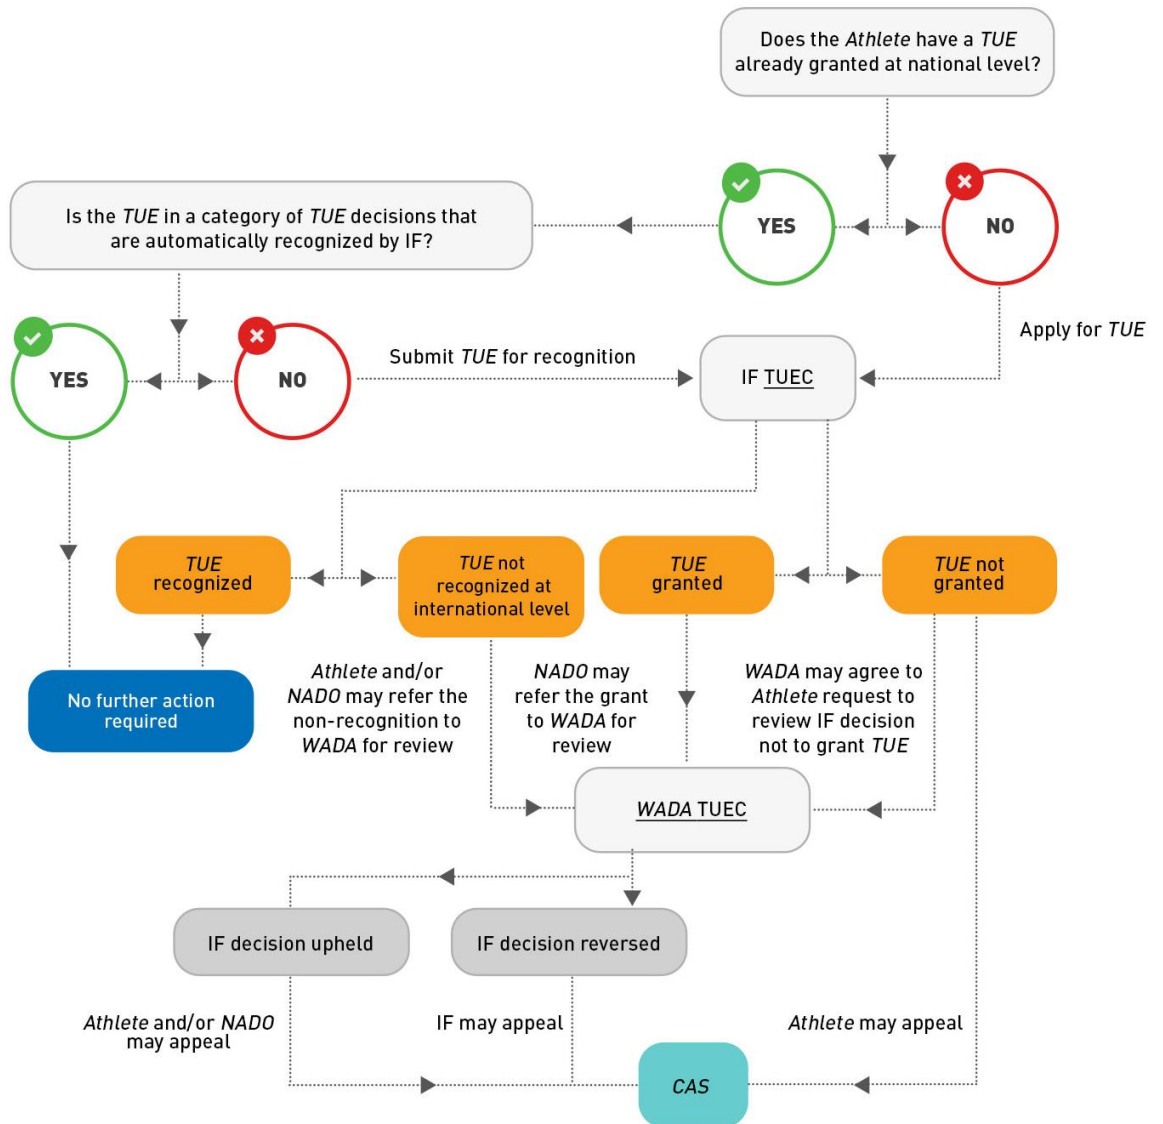 Does the Athlete have a TUE
already granted at national level?
YES
NO
Is the TUE in a category of TUE decisions that
are automatically recognized by IF?
YES
NO
Submit TUE for recognition
IF TUEC
Apply for TUE
TUE
recognized
TUE not
recognized at
international level
TUE
granted
TUE not
granted
No further action
required
Athlete and/or
NADO may refer the
non-recognition to
WADA for review
NADO may
refer the grant
to WADA for
review
WADA may agree to
Athlete request to
review IF decision
not to grant TUE
WADA TUEC
IF decision upheld
IF decision reversed
Athlete and/or NADO
may appeal
IF may appeal
Athlete may appeal
CAS